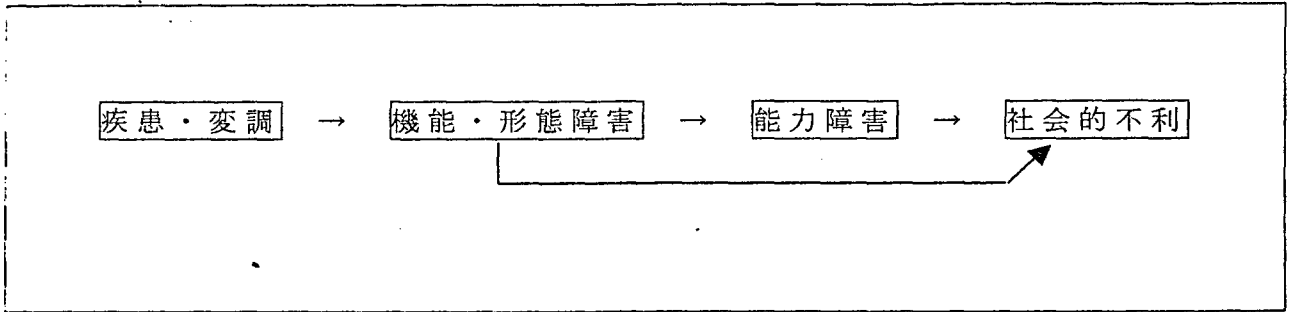 疾患・変調 → 機能・形態障害 → 能力障害 → 社会的不利